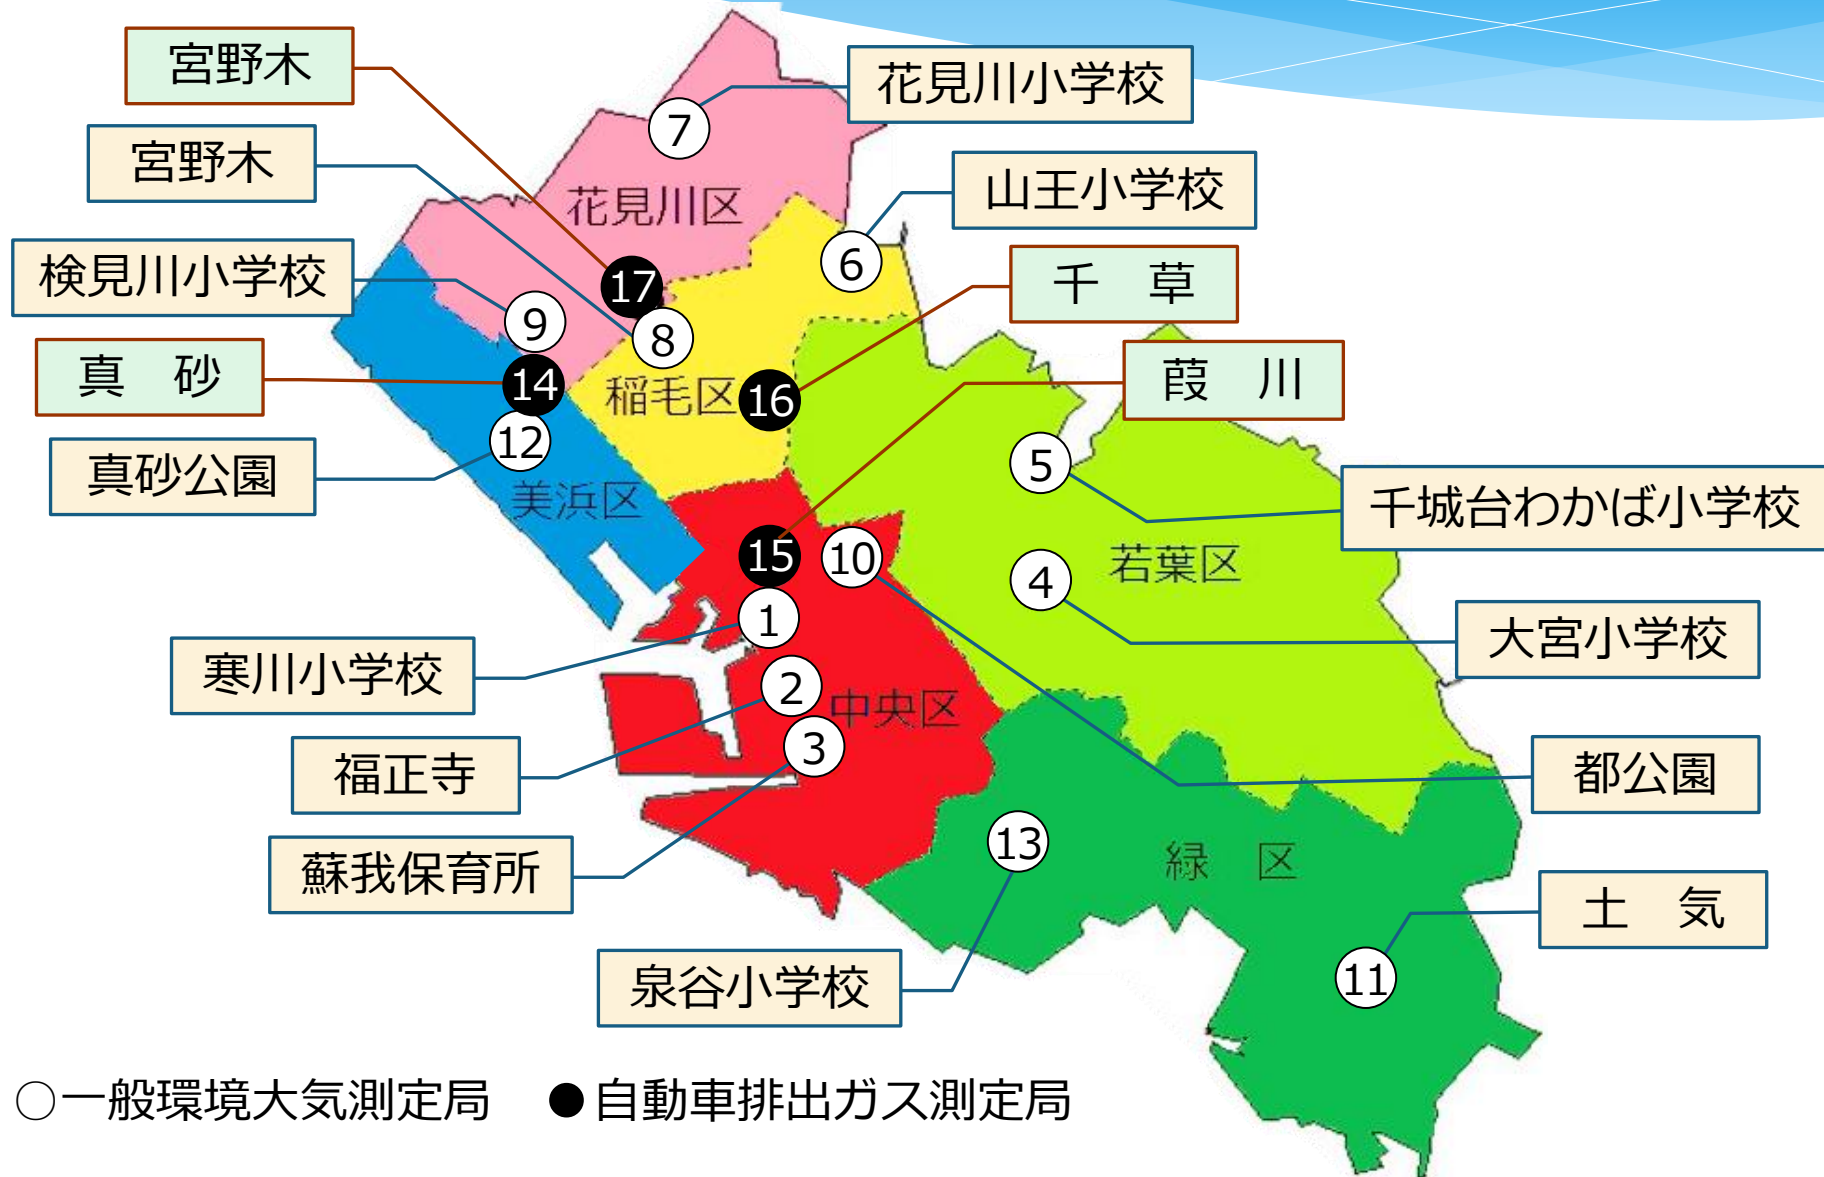 宮野木
花見川小学校
7
宮野木
山王小学校
花見川区
検見川小学校
6
千　草
17
9
8
真　砂
14
稲毛区
16
葭　川
12
真砂公園
5
美浜区
千城台わかば小学校
15
10
若葉区
4
1
寒川小学校
大宮小学校
2
中央区
3
福正寺
都公園
13
緑　区
蘇我保育所
土　気
泉谷小学校
11
○一般環境大気測定局　●自動車排出ガス測定局